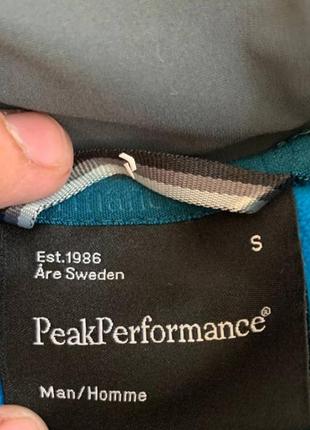 S
Est.1986
Åre Sweden
PeakPerformance®
Man/Homme